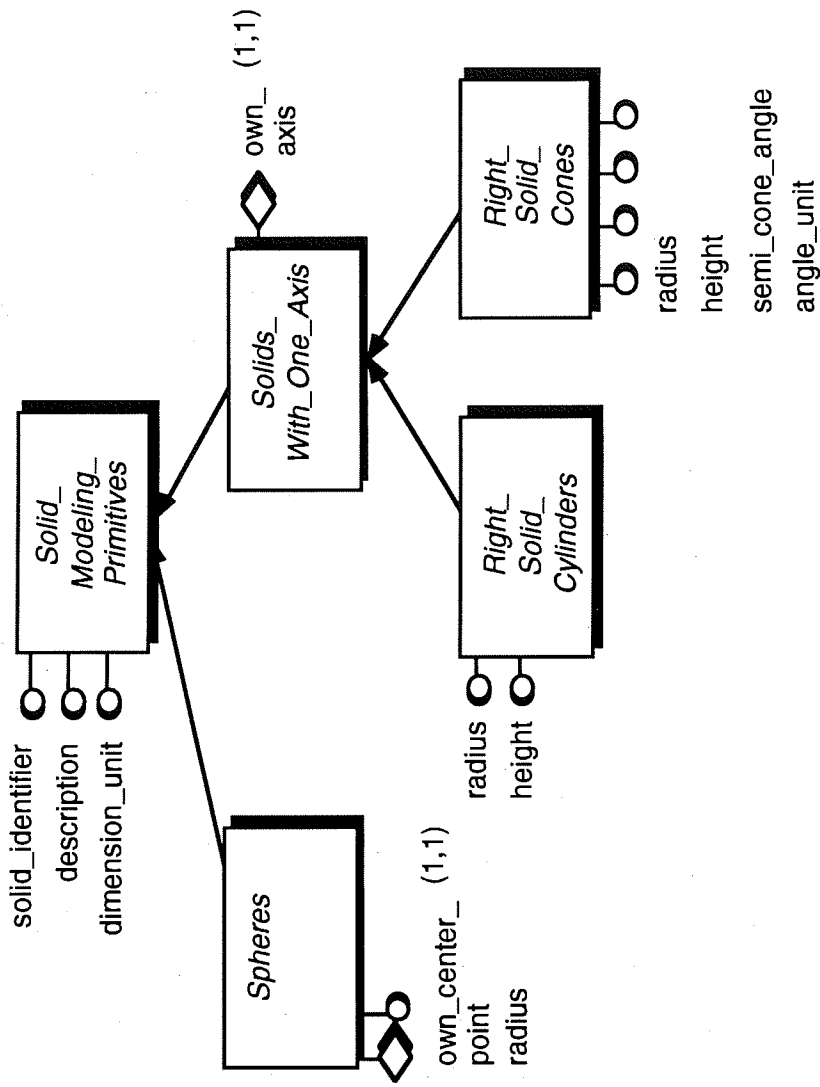 solid_identifier
description
dimension_unit
Solid_
Modeling_
Primitives
Spheres
own_center_ (1,1)
point
radius
Solids_
With_One_Axis
own_ (1,1)
axis
radius
height
Right_
Solid_
Cylinders
Right_
Solid_
Cones
radius
height
semi_cone_angle
angle_unit